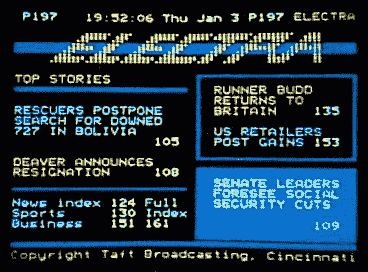 P197 19:52:06 Thu Jan 3 P197 ELECTRA
ELECTRA
TOP STORIES
RESCUERS POSTPONE
SEARCH FOR DOWNED
727 IN BOLIVIA
105
DEAVER ANNOUNCES
RESIGNATION 108
News index 124 Full
Sports 130 Index
Business 151 161
RUNNER BUDD
RETURNS TO
BRITAIN 135
US RETAILERS
POST GAINS 153
SENATE LEADERS
FORESEE SOCIAL
SECURITY CUTS
109
Copyright Taft Broadcasting, Cincinnati